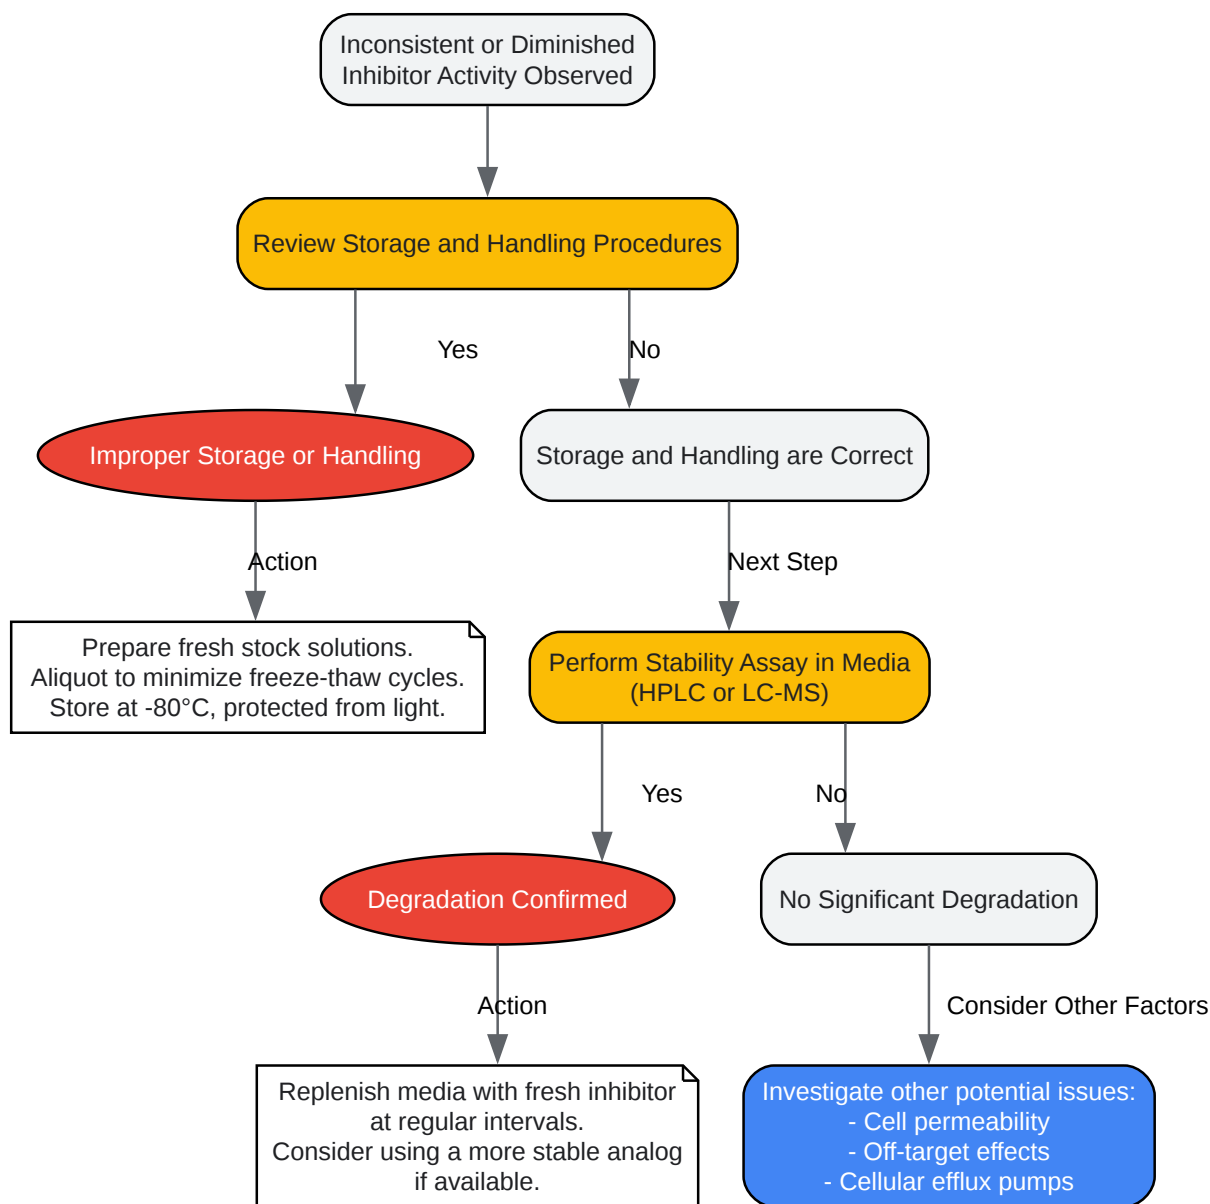 Inconsistent or Diminished
Inhibitor Activity Observed
Review Storage and Handling Procedures
Yes
No
Improper Storage or Handling
Storage and Handling are Correct
Action
Next Step
Prepare fresh stock solutions.
Aliquot to minimize freeze-thaw cycles.
Store at -80°C, protected from light.
Perform Stability Assay in Media
(HPLC or LC-MS)
Yes
No
Degradation Confirmed
No Significant Degradation
Action
Consider Other Factors
Replenish media with fresh inhibitor
at regular intervals.
Consider using a more stable analog
if available.
Investigate other potential issues:
- Cell permeability
- Off-target effects
- Cellular efflux pumps